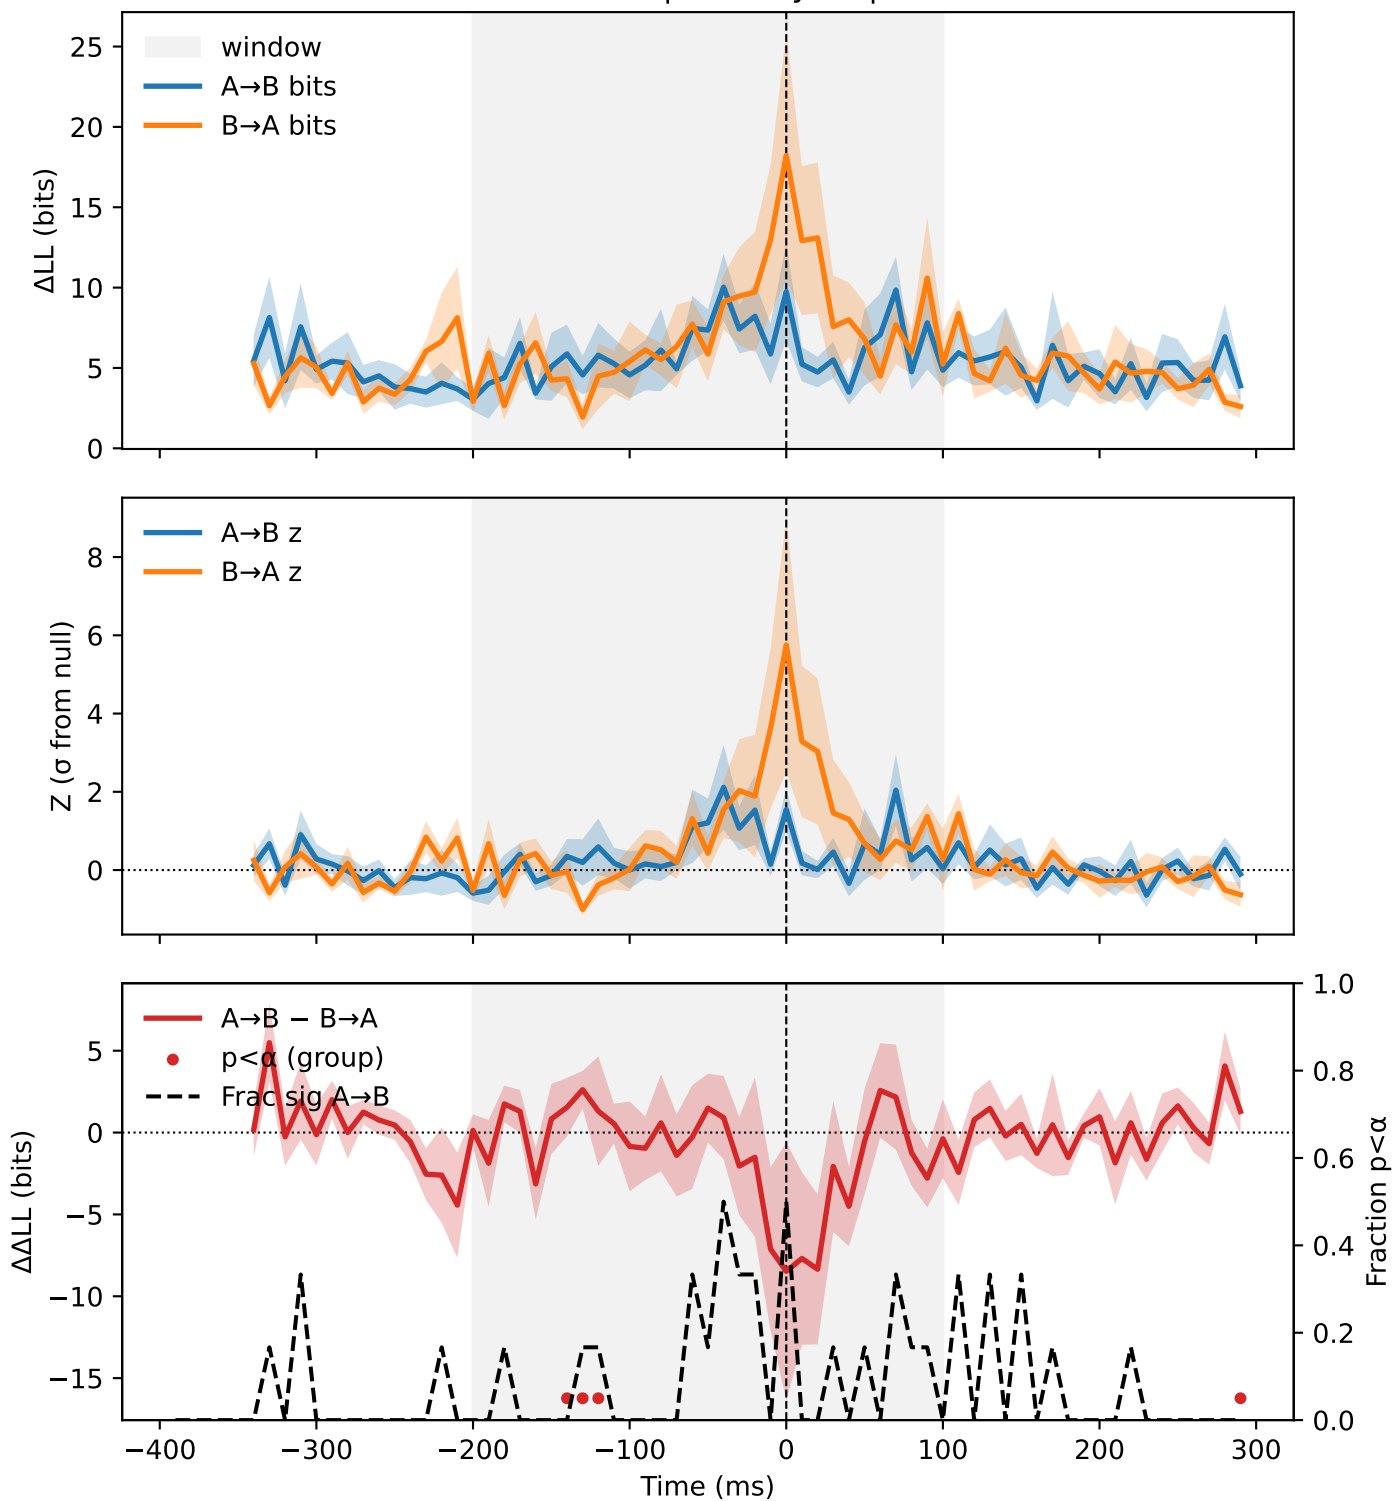 window
A→B bits
B→A bits
ΔLL (bits)
25
20
15
10
5
0
A→B z
B→A z
Z (σ from null)
8
6
4
2
0
A→B − B→A
p<α (group)
Frac sig A→B
ΔΔLL (bits)
5
0
−5
−10
−15
1.0
0.8
0.6
0.4
0.2
0.0
Fraction p<α
−400 −300 −200 −100 0 100 200 300
Time (ms)